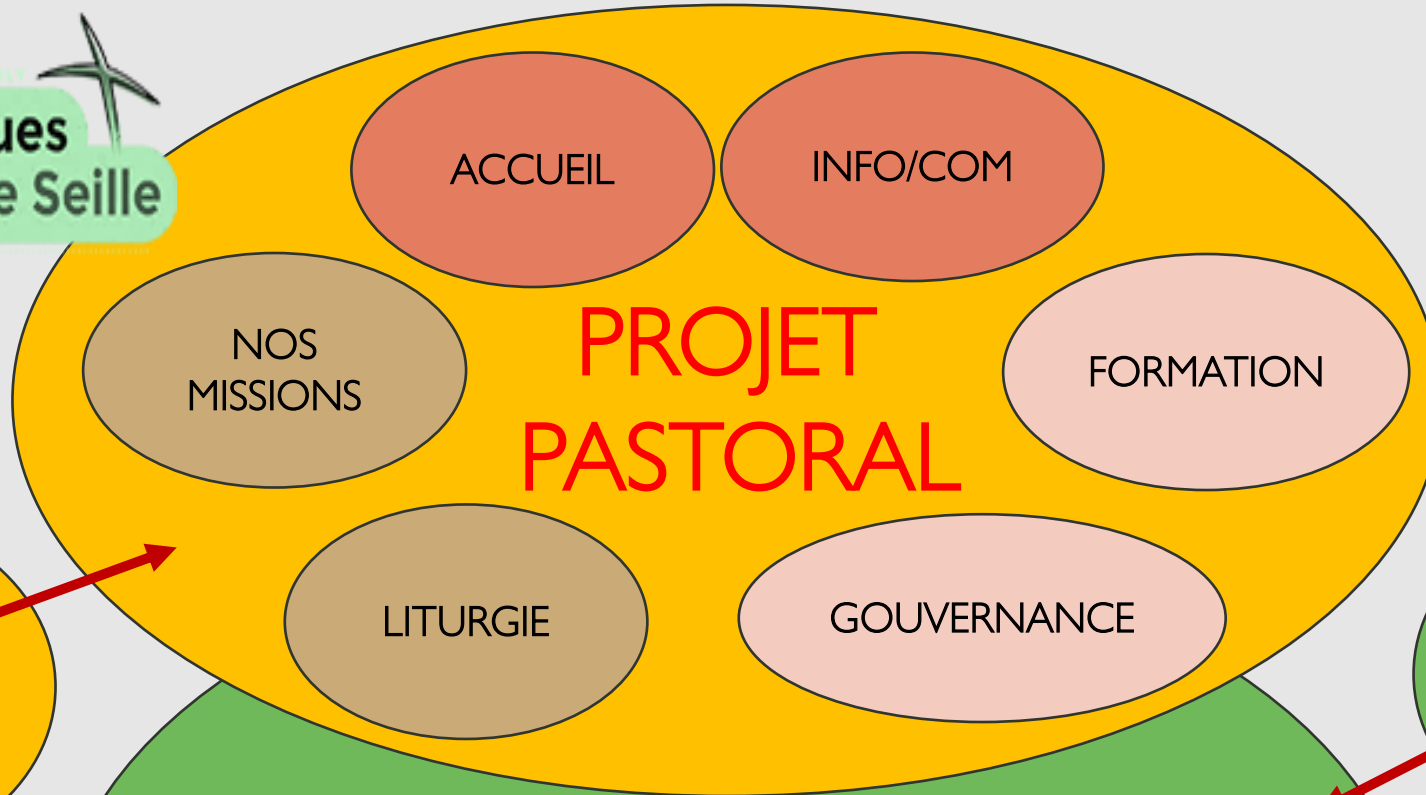 ues
e Seille
ACCUEIL
INFO/COM
NOS
MISSIONS
PROJET
PASTORAL
FORMATION
LITURGIE
GOUVERNANCE